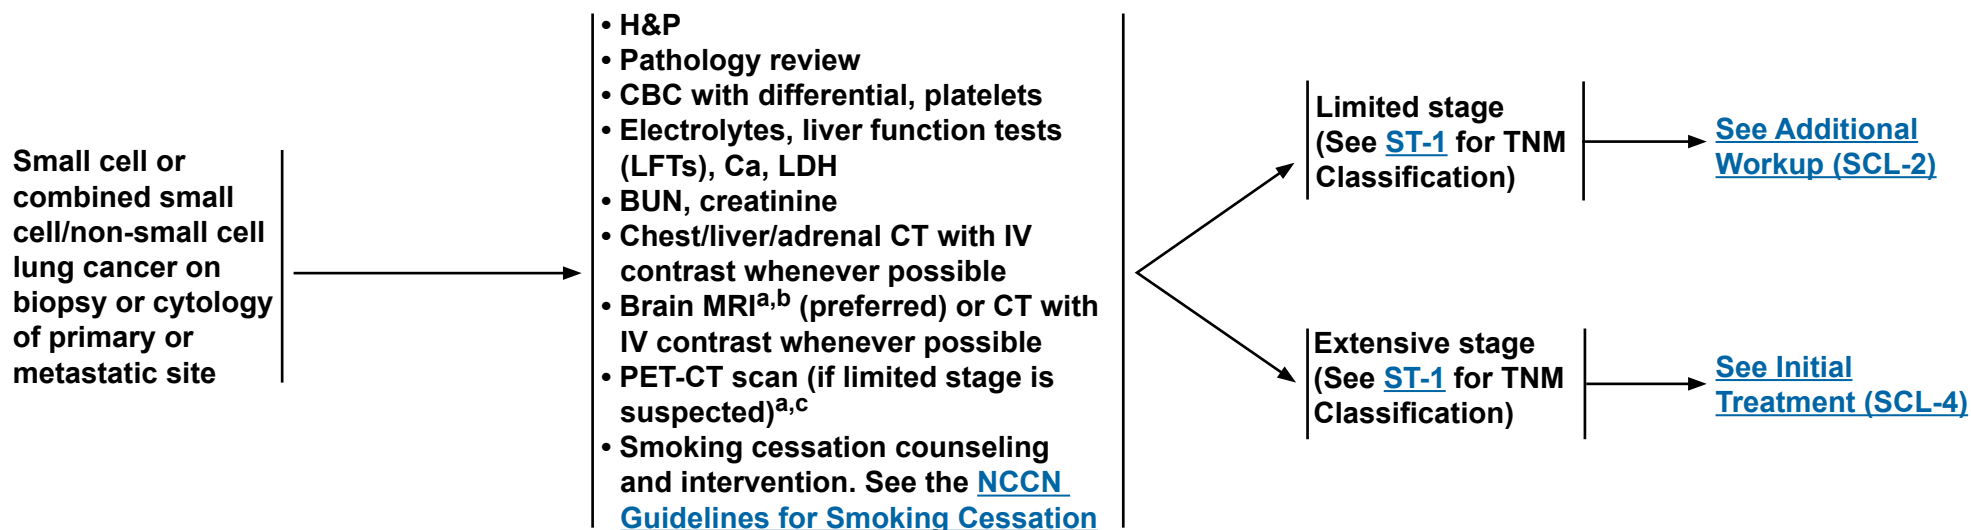 Small cell or
combined small
cell/non-small cell
lung cancer on
biopsy or cytology
of primary or
metastatic site
• H&P
• Pathology review
• CBC with differential, platelets
• Electrolytes, liver function tests
(LFTs), Ca, LDH
• BUN, creatinine
• Chest/liver/adrenal CT with IV
contrast whenever possible
• Brain MRIa,b (preferred) or CT with
IV contrast whenever possible
• PET-CT scan (if limited stage is
suspected)a,c
• Smoking cessation counseling
and intervention. See the NCCN
Guidelines for Smoking Cessation
Limited stage
(See ST-1 for TNM
Classification)
See Additional
Workup (SCL-2)
Extensive stage
(See ST-1 for TNM
Classification)
See Initial
Treatment (SCL-4)